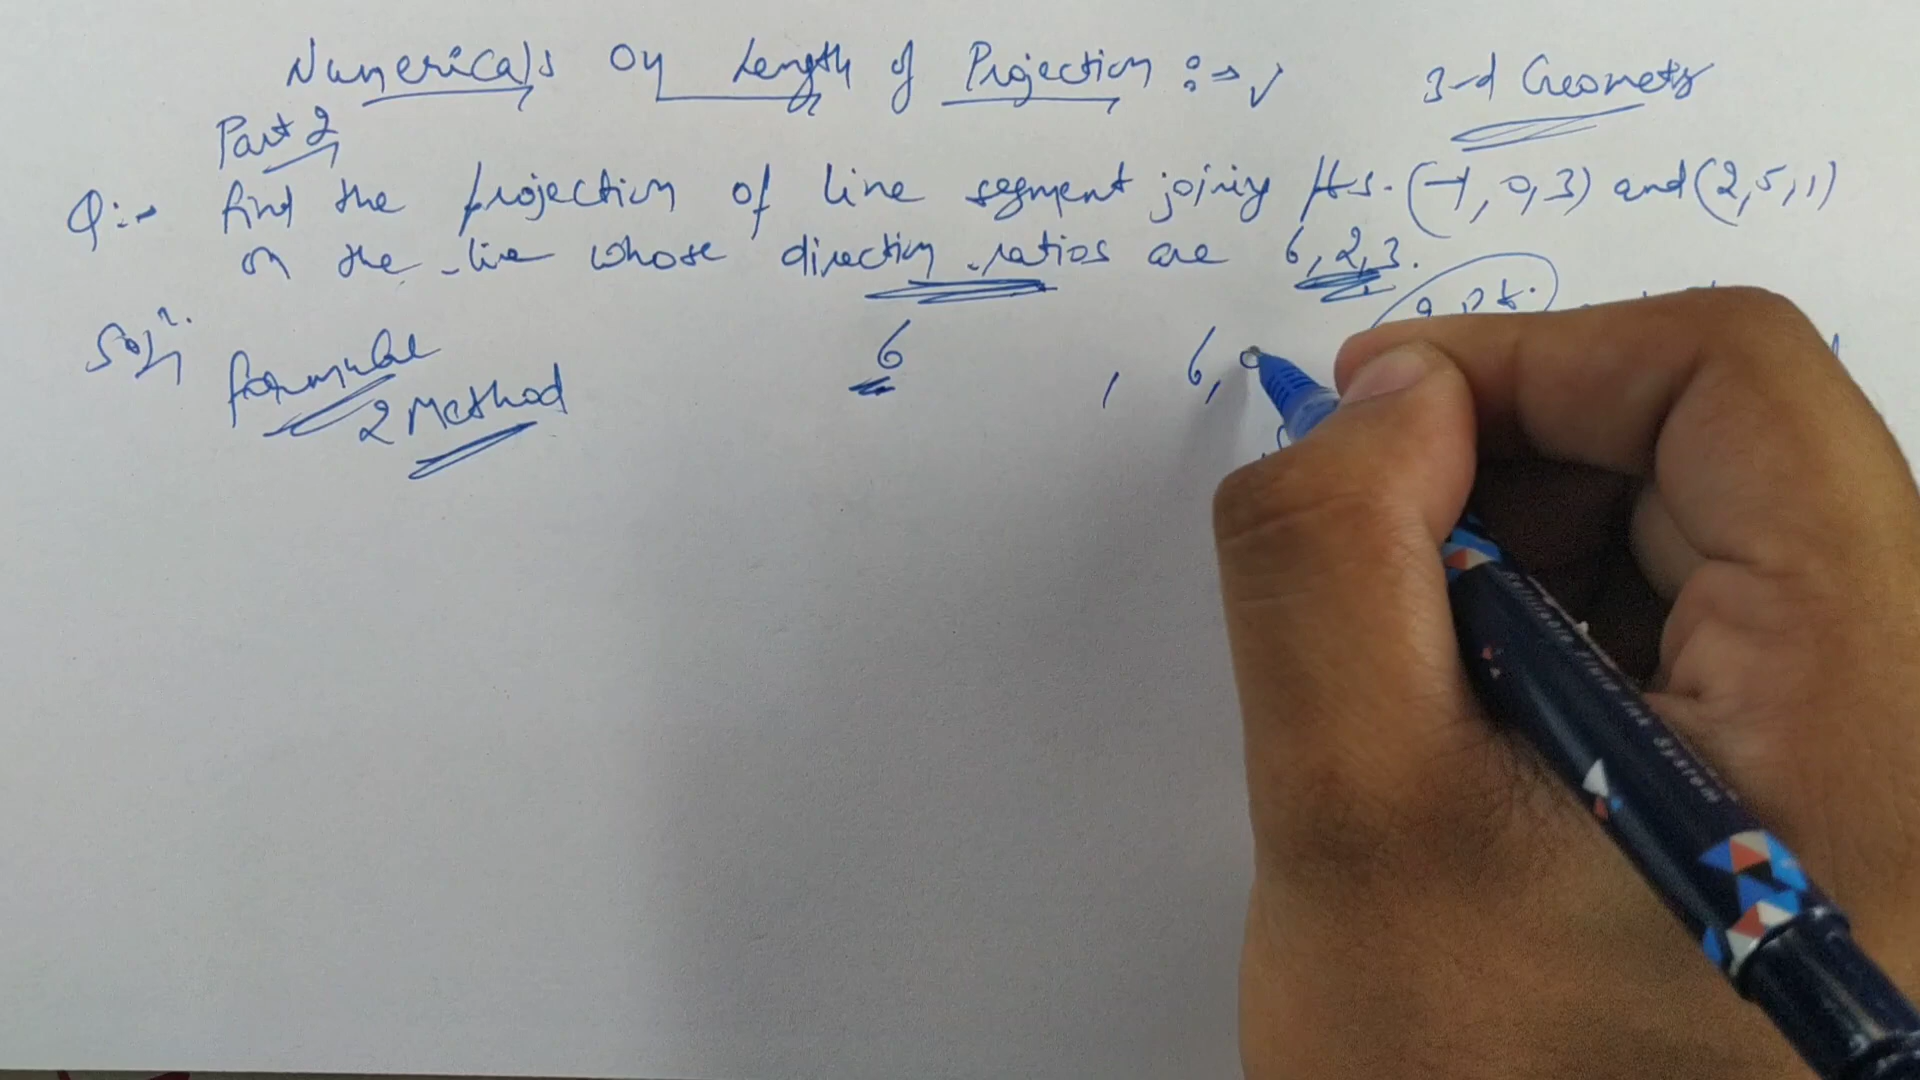 Numericals on Length of Projection :→ ✓
3-d Geometry
Part 2
Q:→ find the projection of line segment joining pts. (-1, 0, 3) and (2, 5, 1)
on the line whose direction ratios are 6, 2, 3.
Sol^n.
formulae
2 Method
6
, 6,